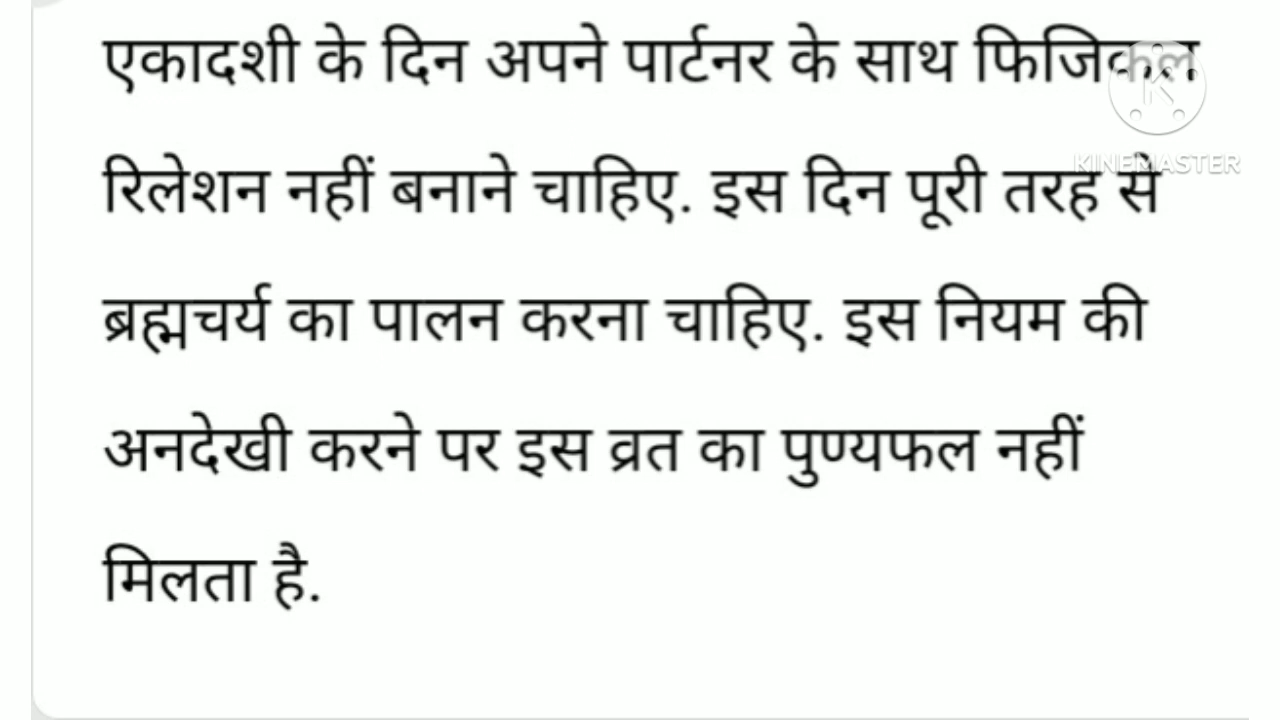 एकादशी के दिन अपने पार्टनर के साथ फिजिकल
रिलेशन नहीं बनाने चाहिए. इस दिन पूरी तरह से
ब्रह्मचर्य का पालन करना चाहिए. इस नियम की
अनदेखी करने पर इस व्रत का पुण्यफल नहीं
मिलता है.
K
KINEMASTER